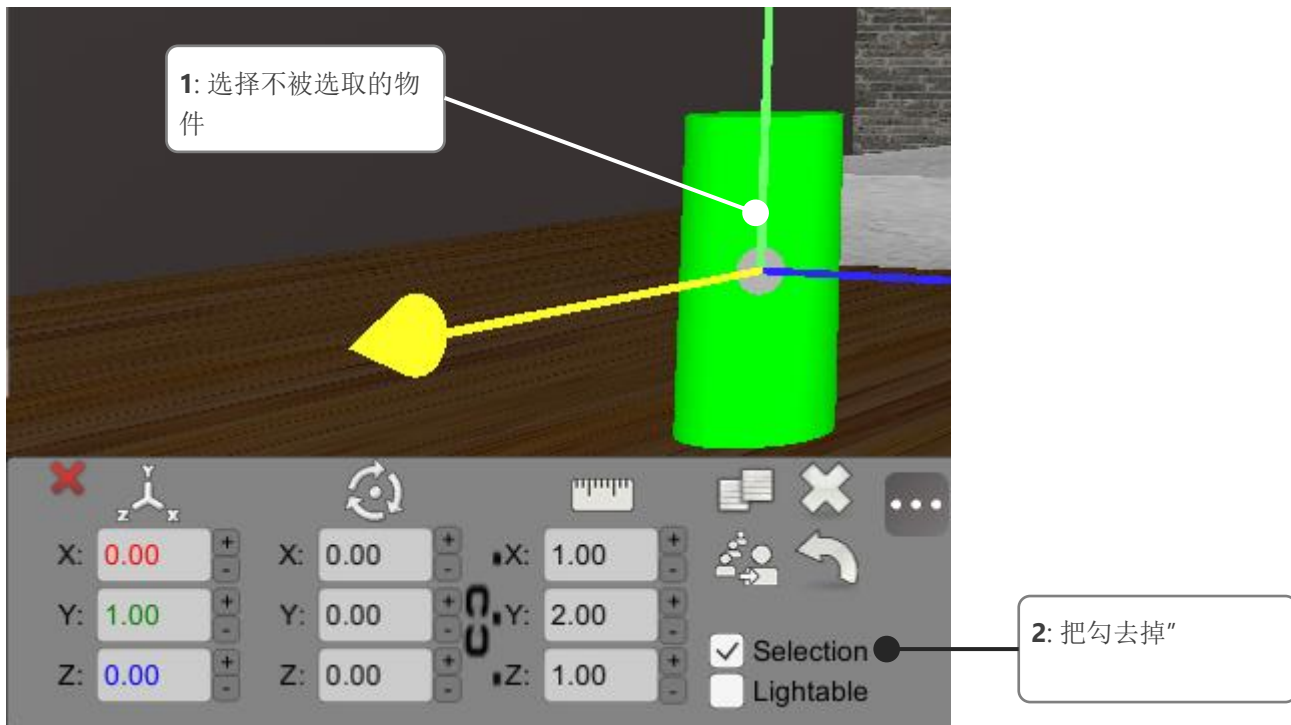 1: 选择不被选取的物
件
Y
Z X
X: 0.00 + - X: 0.00 + - X: 1.00 + -
Y: 1.00 + - Y: 0.00 + - Y: 2.00 + -
Z: 0.00 + - Z: 0.00 + - Z: 1.00 + -
Selection
Lightable
2: 把勾去掉”